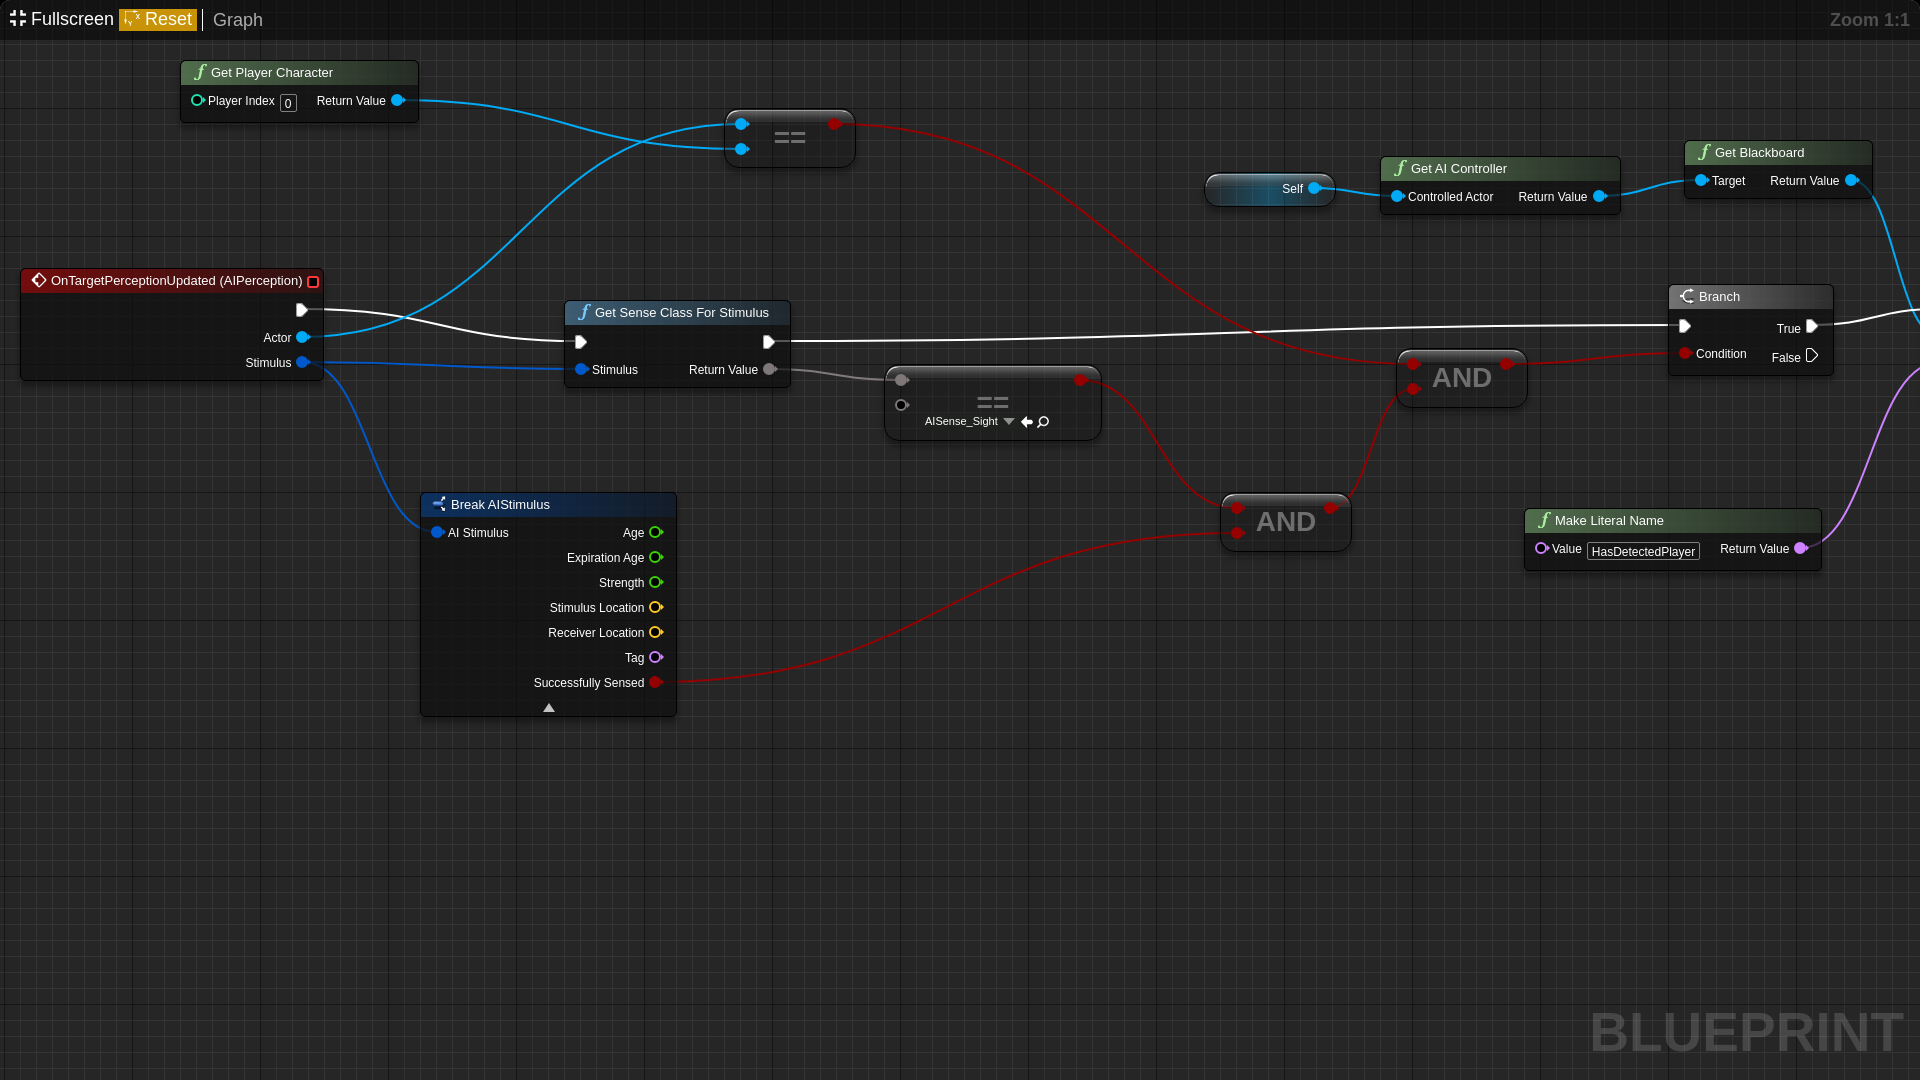 Fullscreen Reset Graph Zoom 1:1
Get Player Character
Player Index 0 Return Value
==
Self
Get AI Controller
Controlled Actor Return Value
Get Blackboard
Target Return Value
OnTargetPerceptionUpdated (AIPerception)
Actor
Stimulus
Get Sense Class For Stimulus
Stimulus Return Value
==
AISense_Sight
Branch
True
Condition False
AND
Break AIStimulus
AI Stimulus Age
Expiration Age
Strength
Stimulus Location
Receiver Location
Tag
Successfully Sensed
AND
Make Literal Name
Value HasDetectedPlayer Return Value
BLUEPRINT